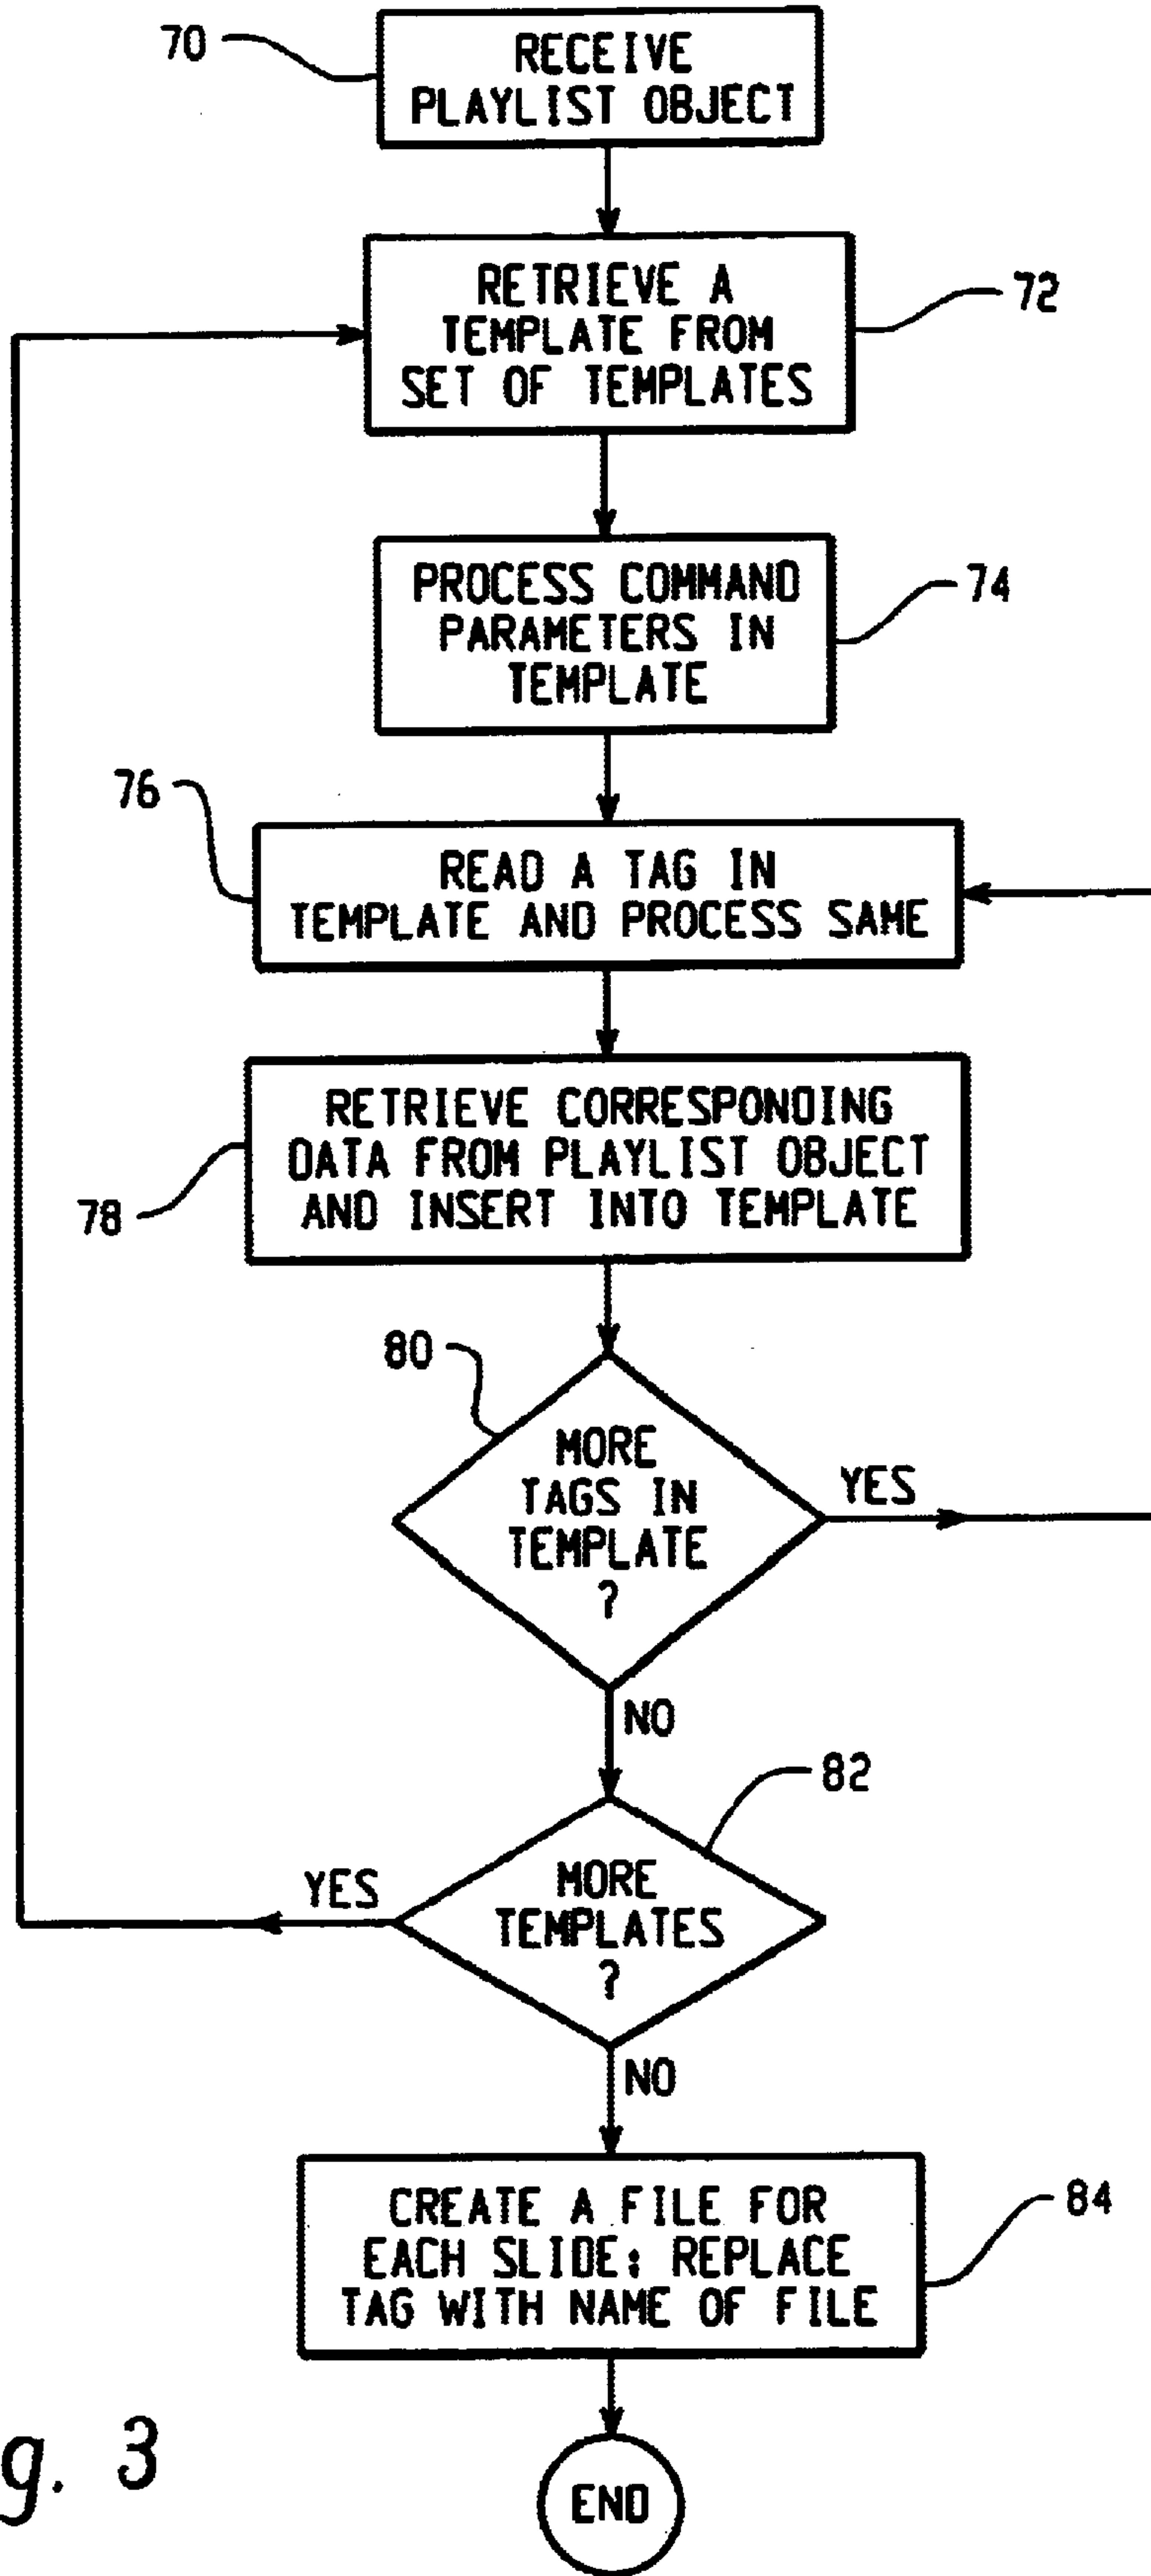 70
RECEIVE
PLAYLIST OBJECT
RETRIEVE A
TEMPLATE FROM
SET OF TEMPLATES
72
PROCESS COMMAND
PARAMETERS IN
TEMPLATE
74
76
READ A TAG IN
TEMPLATE AND PROCESS SAME
RETRIEVE CORRESPONDING
DATA FROM PLAYLIST OBJECT
AND INSERT INTO TEMPLATE
78
80
MORE
TAGS IN
TEMPLATE
?
YES
NO
82
YES
MORE
TEMPLATES
?
NO
CREATE A FILE FOR
EACH SLIDE; REPLACE
TAG WITH NAME OF FILE
84
g. 3
END